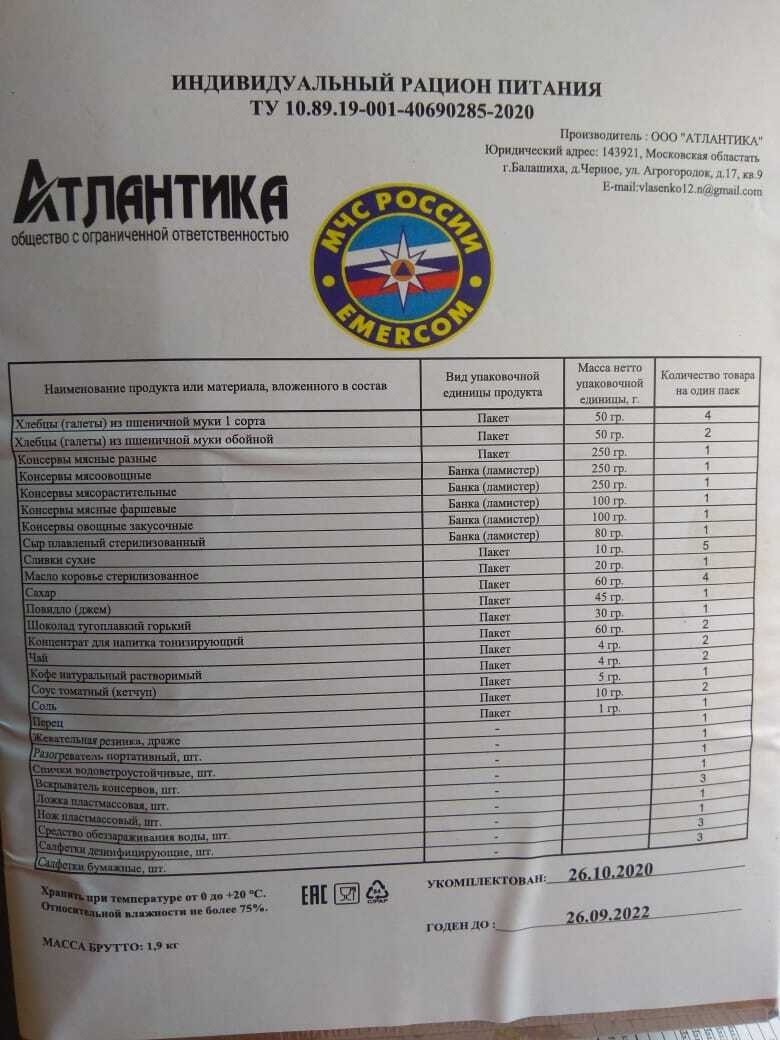 ИНДИВИДУАЛЬНЫЙ РАЦИОН ПИТАНИЯ
ТУ 10.89.19-001-40690285-2020
Производитель : ООО "АТЛАНТИКА"
Юридический адрес: 143921, Московская областать
г.Балашиха, д.Черное, ул. Агрогородок, д.17, кв.9
E-mail:vlasenko12.n@gmail.com
АТЛАНТИКА
общество с ограниченной ответственностью
МЧС РОССИИ
EMERCOM
Наименование продукта или материала, вложенного в состав
Вид упаковочной единицы продукта
Масса нетто упаковочной единицы, г.
Количество товара на один паек
Хлебцы (галеты) из пшеничной муки 1 сорта Пакет 50 гр. 4
Хлебцы (галеты) из пшеничной муки обойной Пакет 50 гр. 2
Консервы мясные разные Пакет 250 гр. 1
Консервы мясоовощные Банка (ламистер) 250 гр. 1
Консервы мясорастительные Банка (ламистер) 250 гр. 1
Консервы мясные фаршевые Банка (ламистер) 100 гр. 1
Консервы овощные закусочные Банка (ламистер) 100 гр. 1
Сыр плавленый стерилизованный Банка (ламистер) 80 гр. 1
Сливки сухие Пакет 10 гр. 5
Масло коровье стерилизованное Пакет 20 гр. 1
Сахар Пакет 60 гр. 4
Повидло (джем) Пакет 45 гр. 1
Шоколад тугоплавкий горький Пакет 30 гр. 1
Концентрат для напитка тонизирующий Пакет 60 гр. 2
Чай Пакет 4 гр. 2
Кофе натуральный растворимый Пакет 4 гр. 2
Соус томатный (кетчуп) Пакет 5 гр. 1
Соль Пакет 10 гр. 2
Перец Пакет 1 гр. 1
Жевательная резинка, драже - 1
Разогреватель портативный, шт. - 1
Спички водоветроустойчивые, шт. - 1
Вскрыватель консервов, шт. - 3
Ложка пластмассовая, шт. - 1
Нож пластмассовый, шт. - 1
Средство обеззараживания воды, шт. - 3
Салфетки дезинфицирующие, шт. - 3
Салфетки бумажные, шт. -
Хранить при температуре от 0 до +20 °С.
Относительной влажности не более 75%.
EAC
84
C/PAP
УКОМПЛЕКТОВАН: 26.10.2020
ГОДЕН ДО : 26.09.2022
МАССА БРУТТО: 1,9 кг